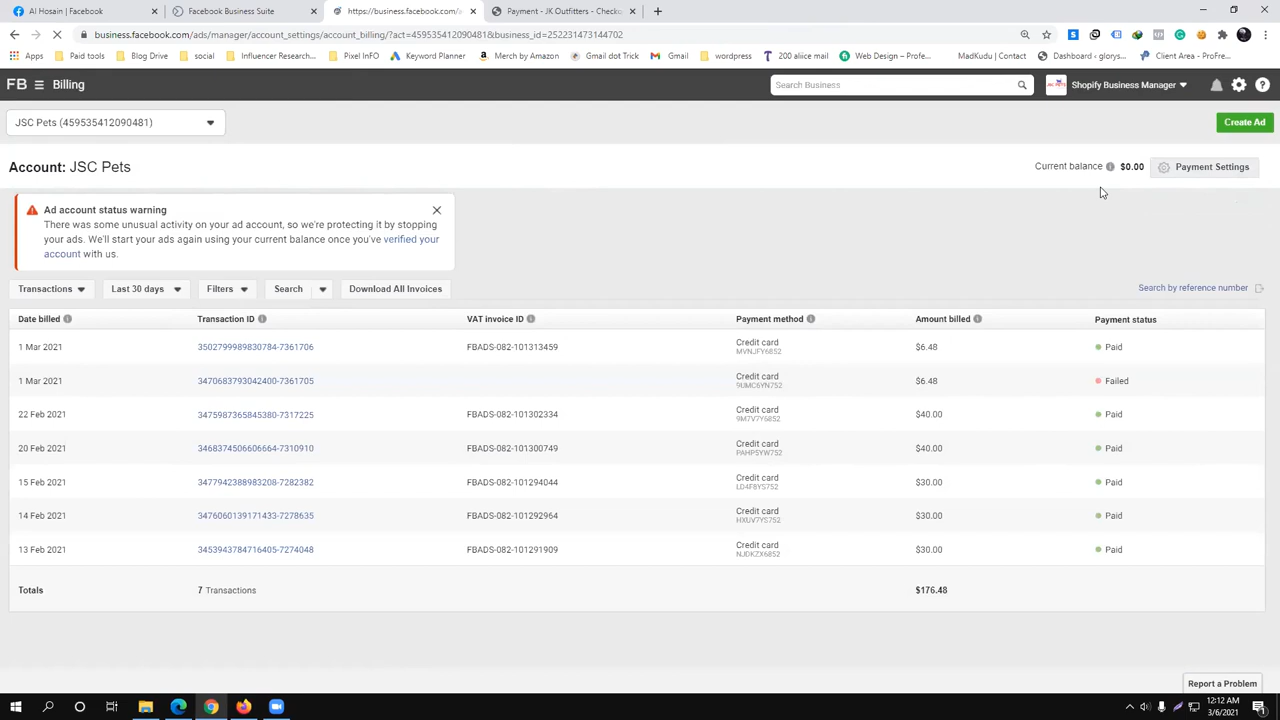 Al Hosain | Facebook
Facebook Business Suite
https://business.facebook.com/a
Payment - JK Outfitters - Checku
business.facebook.com/ads/manager/account_settings/account_billing/?act=459535412090481&business_id=252231473144702
Apps Paid tools Blog Drive social Influencer Research... Pixel InFO Keyword Planner Merch by Amazon Gmail dot Trick Gmail wordpress 200 aliice mail Web Design – Profe... MadKudu | Contact Dashboard ‹ glorys... Client Area - ProFre...
FB Billing
Search Business
Shopify Business Manager
JSC Pets (459535412090481)
Create Ad
Account: JSC Pets
Current balance $0.00 Payment Settings
Ad account status warning
There was some unusual activity on your ad account, so we're protecting it by stopping
your ads. We'll start your ads again using your current balance once you've verified your
account with us.
Transactions Last 30 days Filters Search Download All Invoices
Search by reference number
Date billed Transaction ID VAT invoice ID Payment method Amount billed Payment status
1 Mar 2021 3502799989830784-7361706 FBADS-082-101313459 Credit card $6.48 Paid
MVNJFY6852
1 Mar 2021 3470683793042400-7361705 Credit card $6.48 Failed
9UMC6YN752
22 Feb 2021 3475987365845380-7317225 FBADS-082-101302334 Credit card $40.00 Paid
9M7V7Y6852
20 Feb 2021 3468374506606664-7310910 FBADS-082-101300749 Credit card $40.00 Paid
PAHP5YW752
15 Feb 2021 3477942388983208-7282382 FBADS-082-101294044 Credit card $30.00 Paid
LD4F8YS752
14 Feb 2021 3476060139171433-7278635 FBADS-082-101292964 Credit card $30.00 Paid
HXUV7YS752
13 Feb 2021 3453943784716405-7274048 FBADS-082-101291909 Credit card $30.00 Paid
NJDKZX6852
Totals 7 Transactions $176.48
Report a Problem
12:12 AM
3/6/2021